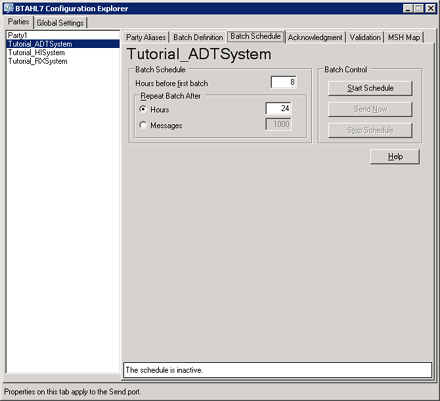 BTAHL7 Configuration Explorer
Parties Global Settings
Party1
Tutorial_ADTSystem
Tutorial_HISystem
Tutorial_RXSystem
Party Aliases Batch Definition Batch Schedule Acknowledgment Validation MSH Map
Tutorial_ADTSystem
Batch Schedule
Hours before first batch 8
Repeat Batch After
Hours 24
Messages 1000
Batch Control
Start Schedule
Send Now
Stop Schedule
Help
The schedule is inactive.
Properties on this tab apply to the Send port.